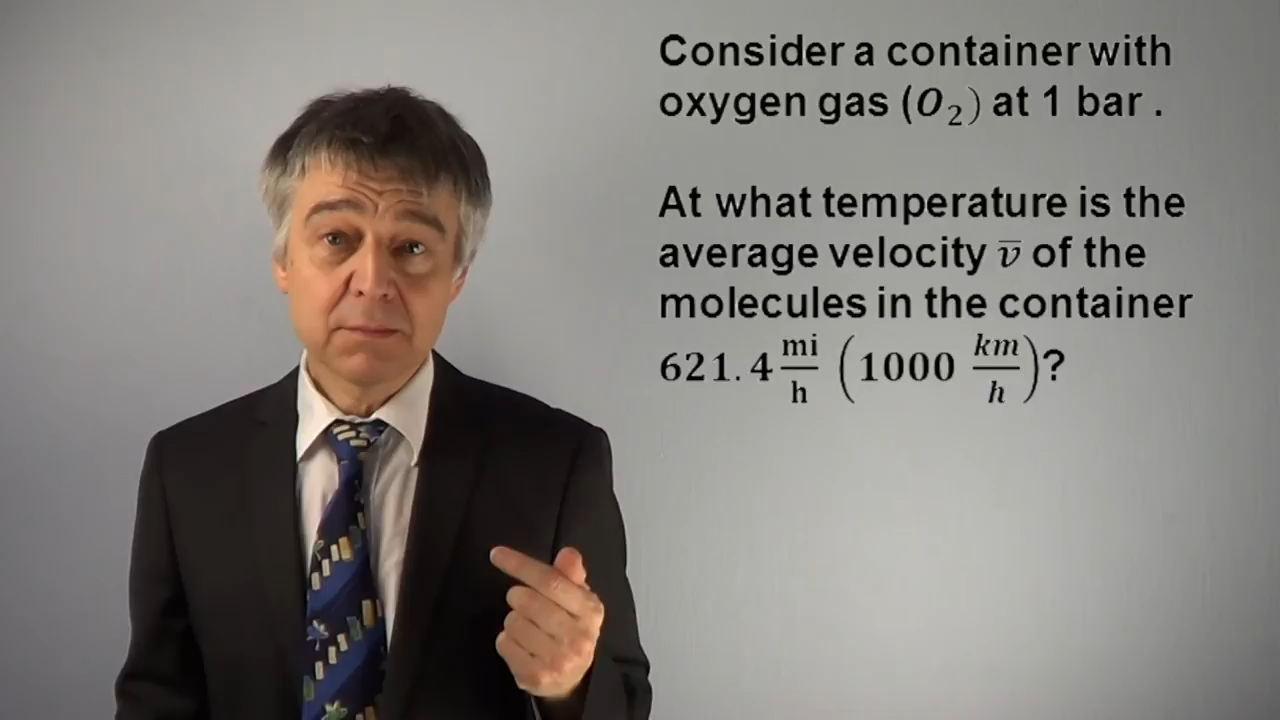 Consider a container with
oxygen gas (O₂) at 1 bar .
At what temperature is the
average velocity v̅ of the
molecules in the container
621.4 mi/h (1000 km/h)?